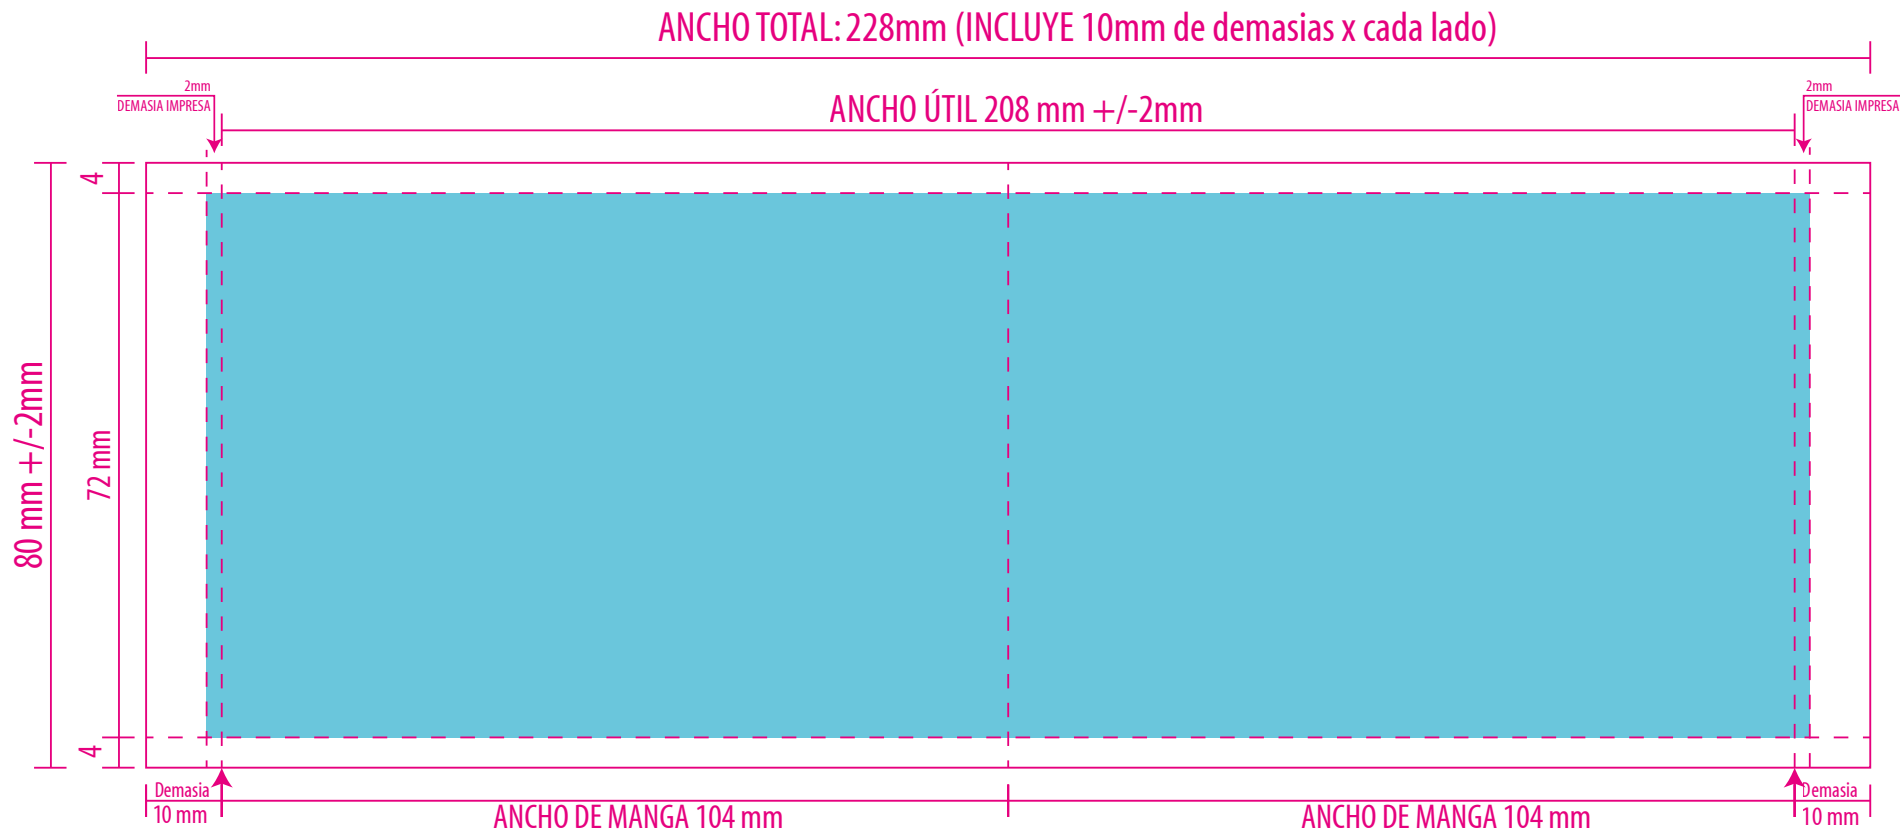 ANCHO TOTAL: 228mm (INCLUYE 10mm de demasias x cada lado)
2mm
DEMASIA IMPRESA
ANCHO ÚTIL 208 mm +/-2mm
2mm
DEMASIA IMPRESA
4
80 mm +/-2mm
72 mm
4
Demasia
10 mm
ANCHO DE MANGA 104 mm
ANCHO DE MANGA 104 mm
Demasia
10 mm